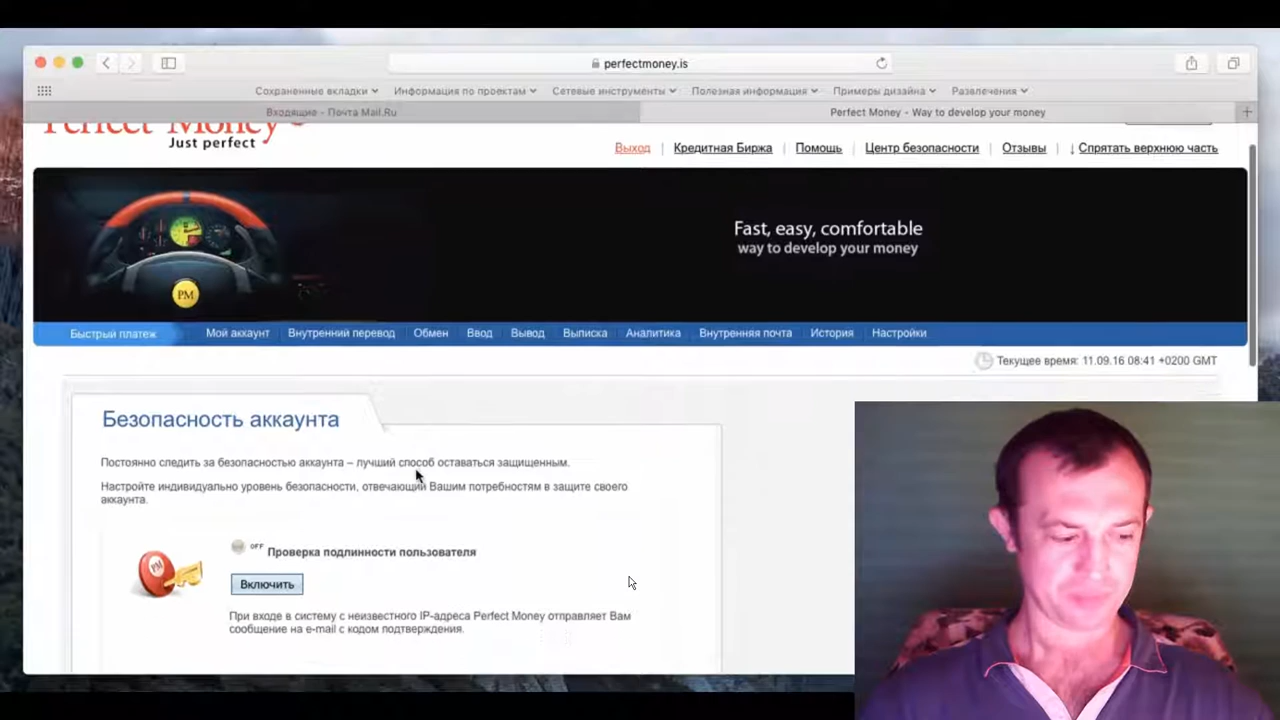 perfectmoney.is
Сохраненные вкладки Информация по проектам Сетевые инструменты Полезная информация Примеры дизайна Развлечения
Входящие - Почта Mail.Ru Perfect Money - Way to develop your money
Perfect Money
Just perfect
Выход | Кредитная Биржа | Помощь | Центр безопасности | Отзывы | ↓ Спрятать верхнюю часть
Fast, easy, comfortable
way to develop your money
PM
Быстрый платеж Мой аккаунт Внутренний перевод Обмен Ввод Вывод Выписка Аналитика Внутренняя почта История Настройки
Текущее время: 11.09.16 08:41 +0200 GMT
Безопасность аккаунта
Постоянно следить за безопасностью аккаунта – лучший способ оставаться защищенным.
Настройте индивидуально уровень безопасности, отвечающий Вашим потребностям в защите своего
аккаунта.
PM
OFF Проверка подлинности пользователя
Включить
При входе в систему с неизвестного IP-адреса Perfect Money отправляет Вам
сообщение на e-mail с кодом подтверждения.